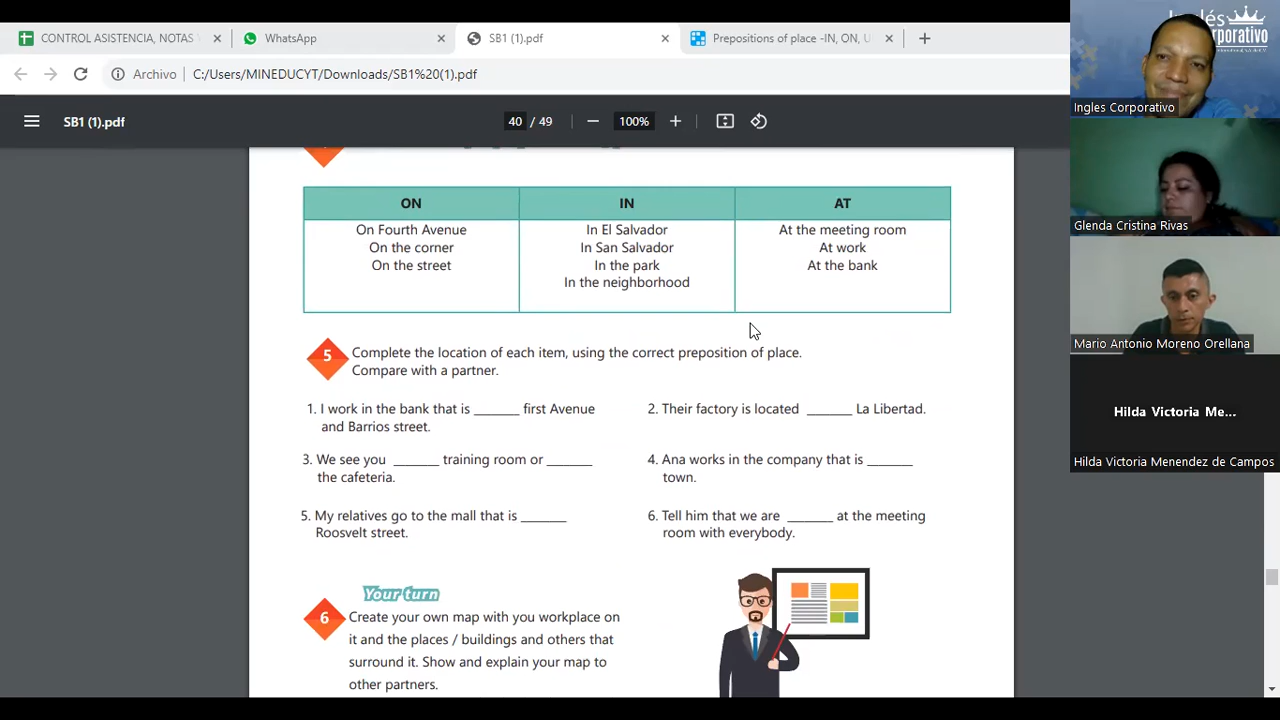 CONTROL ASISTENCIA, NOTAS
WhatsApp
SB1 (1).pdf
Prepositions of place -IN, ON, U
Archivo
C:/Users/MINEDUCYT/Downloads/SB1%20(1).pdf
SB1 (1).pdf
40 / 49
100%
ON
IN
AT
On Fourth Avenue
On the corner
On the street
In El Salvador
In San Salvador
In the park
In the neighborhood
At the meeting room
At work
At the bank
5
Complete the location of each item, using the correct preposition of place.
Compare with a partner.
1. I work in the bank that is _______ first Avenue
and Barrios street.
2. Their factory is located _______ La Libertad.
3. We see you _______ training room or _______
the cafeteria.
4. Ana works in the company that is _______
town.
5. My relatives go to the mall that is _______
Roosvelt street.
6. Tell him that we are _______ at the meeting
room with everybody.
Your turn
6
Create your own map with you workplace on
it and the places / buildings and others that
surround it. Show and explain your map to
other partners.
Ingles Corporativo
Glenda Cristina Rivas
Mario Antonio Moreno Orellana
Hilda Victoria Me...
Hilda Victoria Menendez de Campos